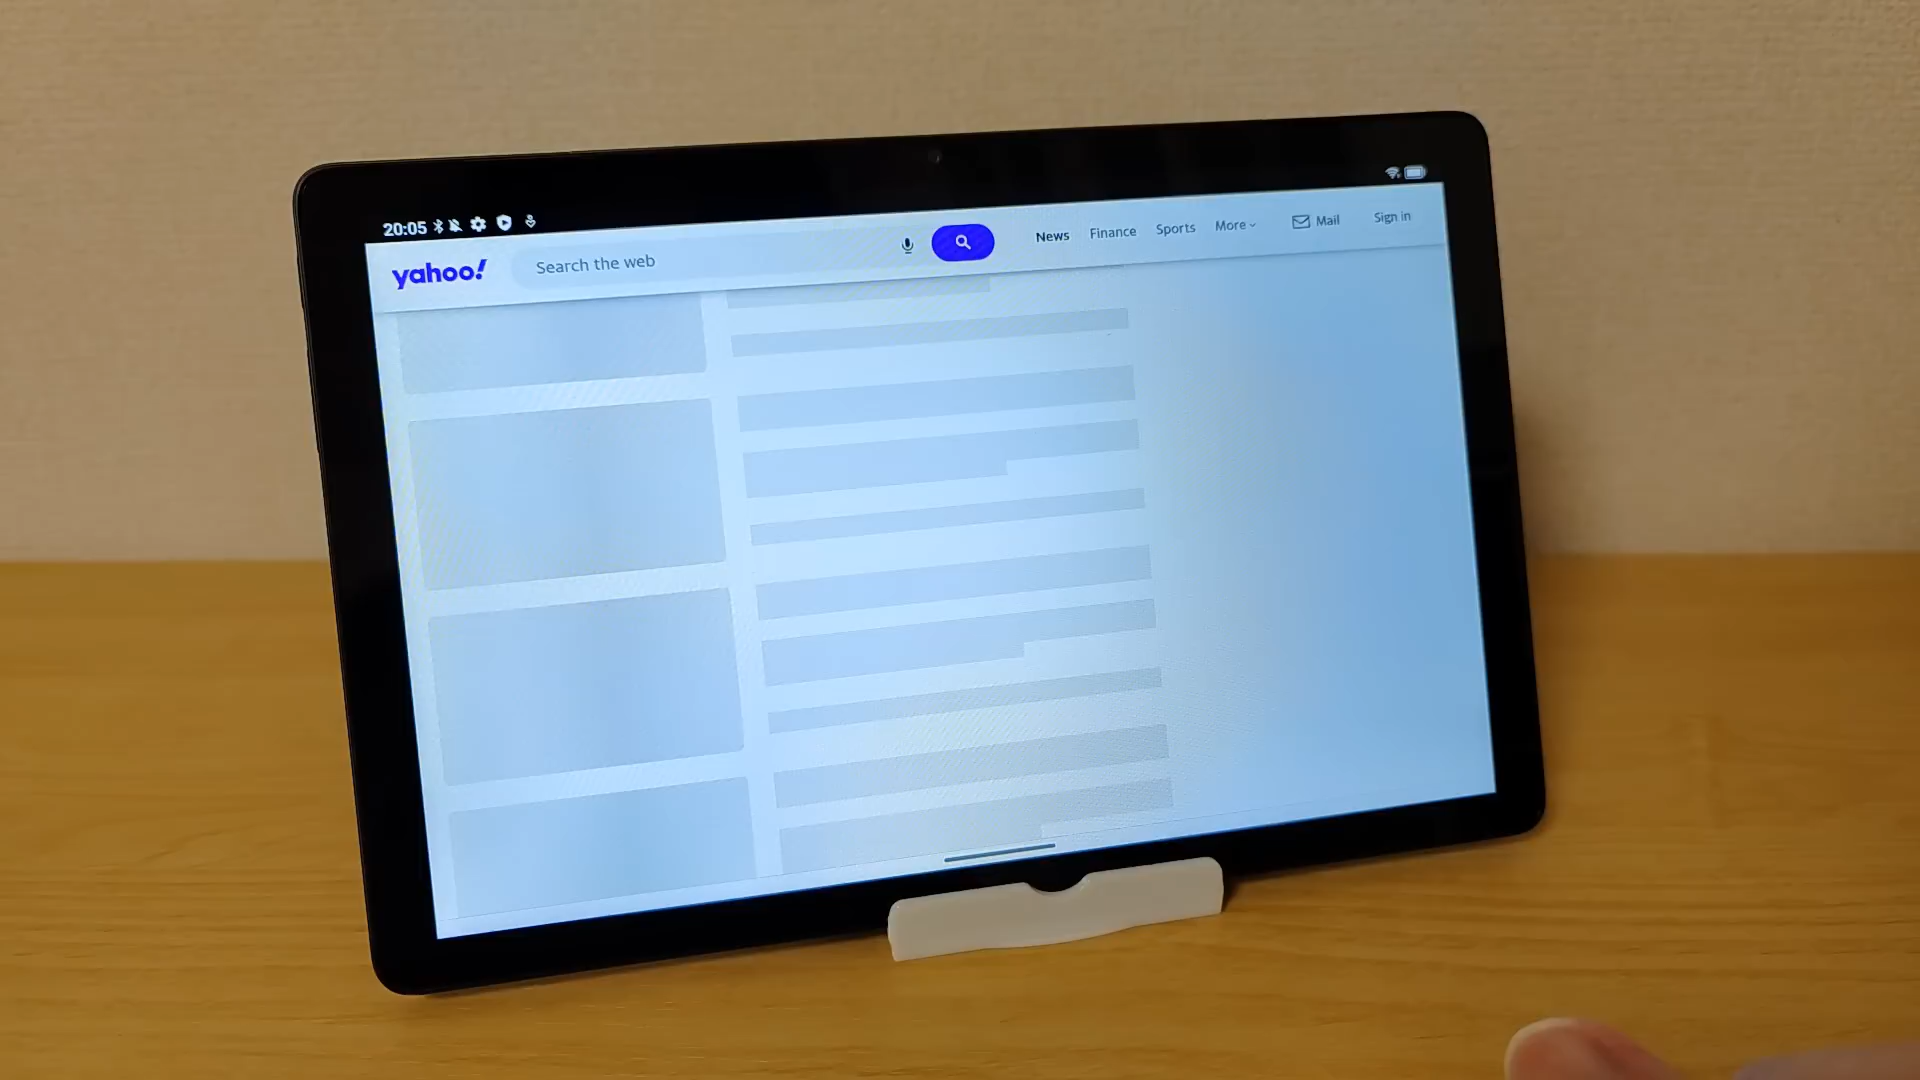 20:05
yahoo!
Search the web
News
Finance
Sports
More
Mail
Sign in